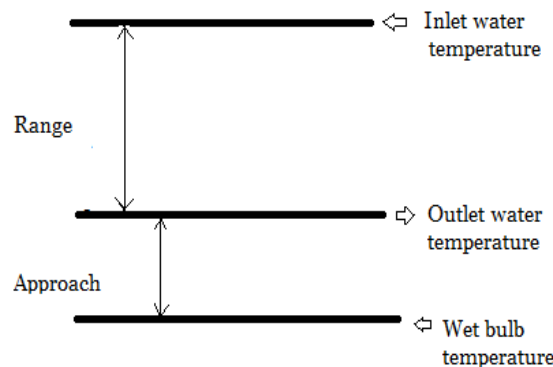 Inlet water
temperature
Range
Outlet water
temperature
Approach
Wet bulb
temperature